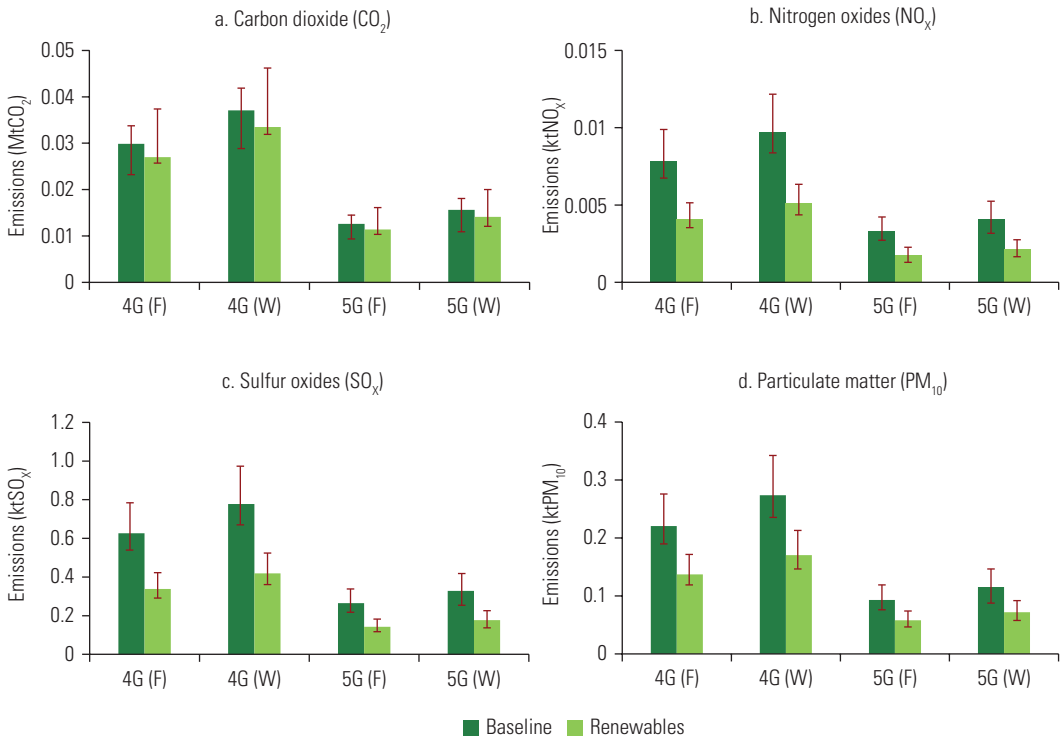 a. Carbon dioxide (CO₂)
Emissions (MtCO₂)
0.05
0.04
0.03
0.02
0.01
0
4G (F) 4G (W) 5G (F) 5G (W)
b. Nitrogen oxides (NOₓ)
Emissions (ktNOₓ)
0.015
0.01
0.005
0
4G (F) 4G (W) 5G (F) 5G (W)
c. Sulfur oxides (SOₓ)
Emissions (ktSOₓ)
1.2
1.0
0.8
0.6
0.4
0.2
0
4G (F) 4G (W) 5G (F) 5G (W)
d. Particulate matter (PM₁₀)
Emissions (ktPM₁₀)
0.4
0.3
0.2
0.1
0
4G (F) 4G (W) 5G (F) 5G (W)
Baseline Renewables